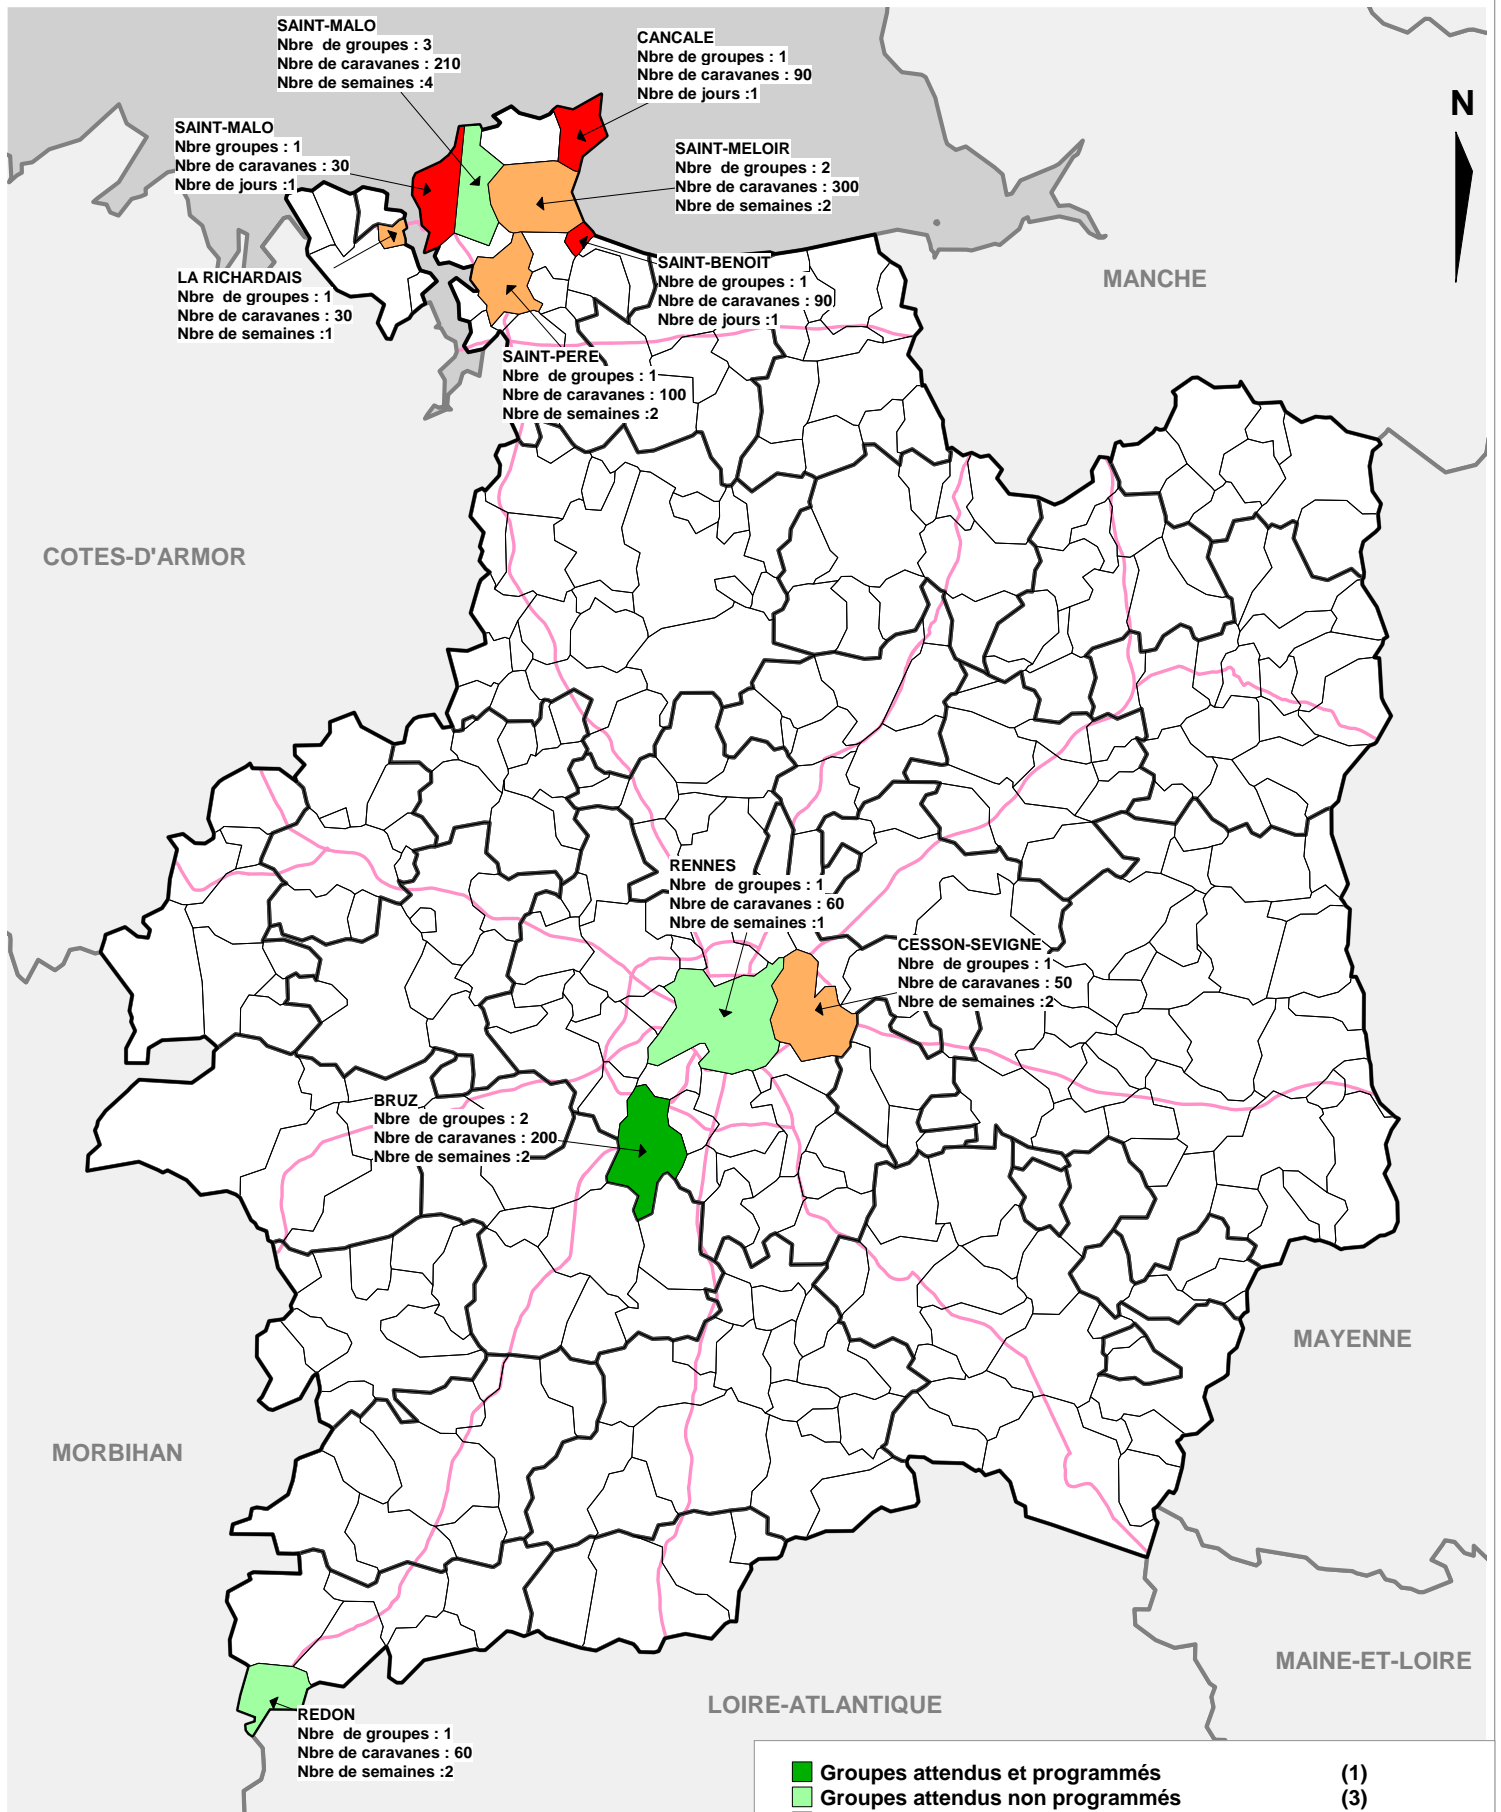 SAINT-MALO
Nbre  de groupes : 3
Nbre de caravanes : 210
Nbre de semaines :4
CANCALE
Nbre de groupes : 1
Nbre de caravanes : 90
Nbre de jours :1
N
SAINT-MALO
Nbre groupes : 1
Nbre de caravanes : 30
Nbre de jours :1
SAINT-MELOIR
Nbre  de groupes : 2
Nbre de caravanes : 300
Nbre de semaines :2
LA RICHARDAIS
Nbre  de groupes : 1
Nbre de caravanes : 30
Nbre de semaines :1
SAINT-BENOIT
Nbre de groupes : 1
Nbre de caravanes : 90
Nbre de jours :1
MANCHE
SAINT-PERE
Nbre  de groupes : 1
Nbre de caravanes : 100
Nbre de semaines :2
COTES-D'ARMOR
RENNES
Nbre  de groupes : 1
Nbre de caravanes : 60
Nbre de semaines :1
CESSON-SEVIGNE
Nbre  de groupes : 1
Nbre de caravanes : 50
Nbre de semaines :2
BRUZ
Nbre  de groupes : 2
Nbre de caravanes : 200
Nbre de semaines :2
MAYENNE
MORBIHAN
MAINE-ET-LOIRE
LOIRE-ATLANTIQUE
REDON
Nbre  de groupes : 1
Nbre de caravanes : 60
Nbre de semaines :2
Groupes attendus et programmés (1)
Groupes attendus non programmés (3)